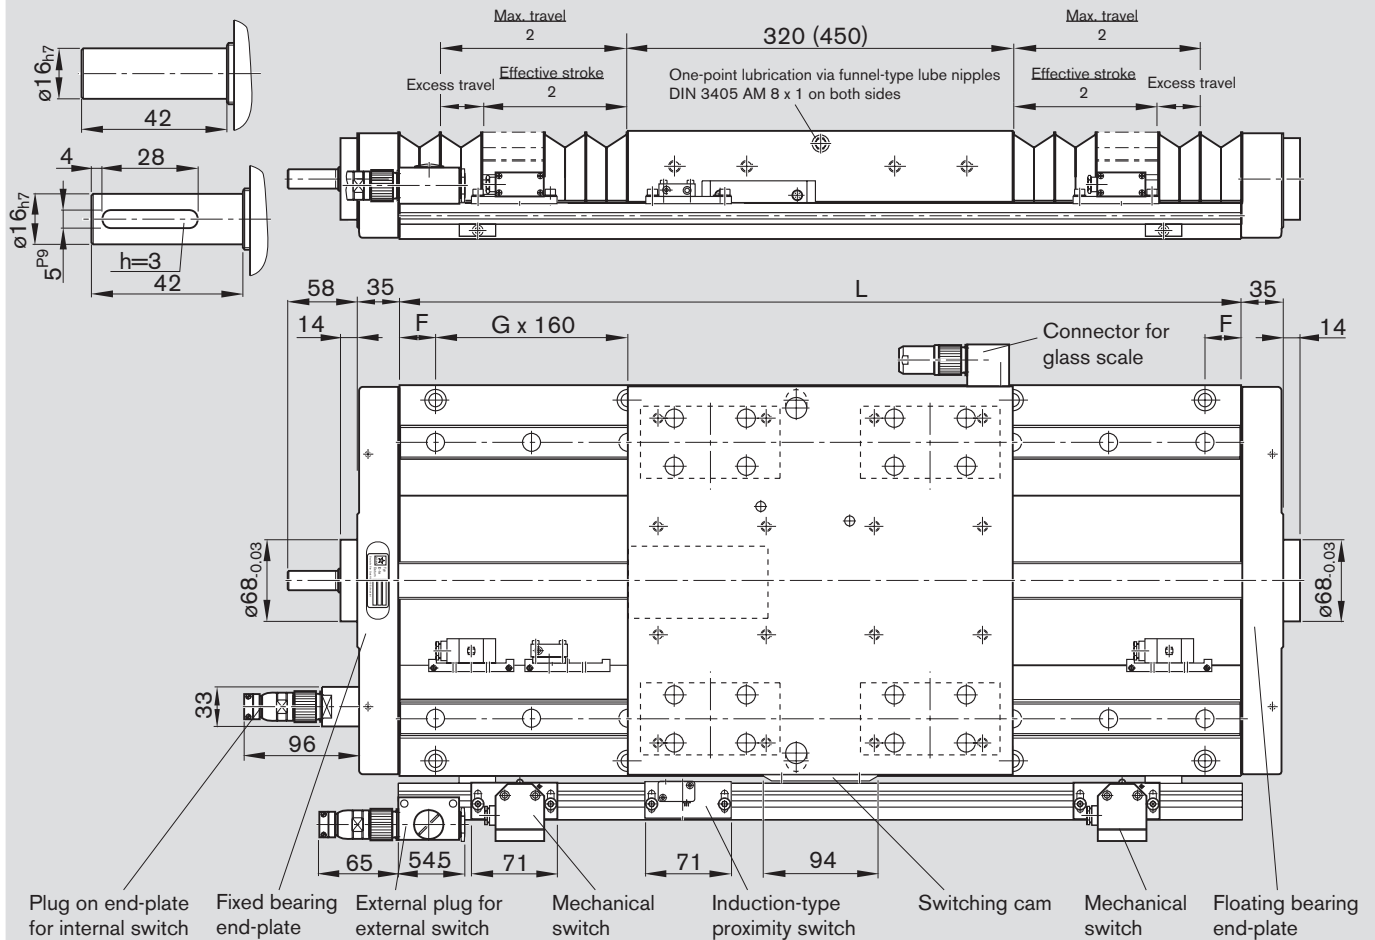 Max. travel
2
320 (450)
Max. travel
2
ø16h7
Excess travel
Effective stroke
2
One-point lubrication via funnel-type lube nipples
DIN 3405 AM 8 x 1 on both sides
Effective stroke
2
Excess travel
42
4
28
ø16h7
5P9
h=3
42
58
35
L
35
14
F
G x 160
Connector for
glass scale
F
14
ø68-0.03
ø68-0.03
33
96
65
54.5
71
71
94
Plug on end-plate
for internal switch
Fixed bearing
end-plate
External plug for
external switch
Mechanical
switch
Induction-type
proximity switch
Switching cam
Mechanical
switch
Floating bearing
end-plate